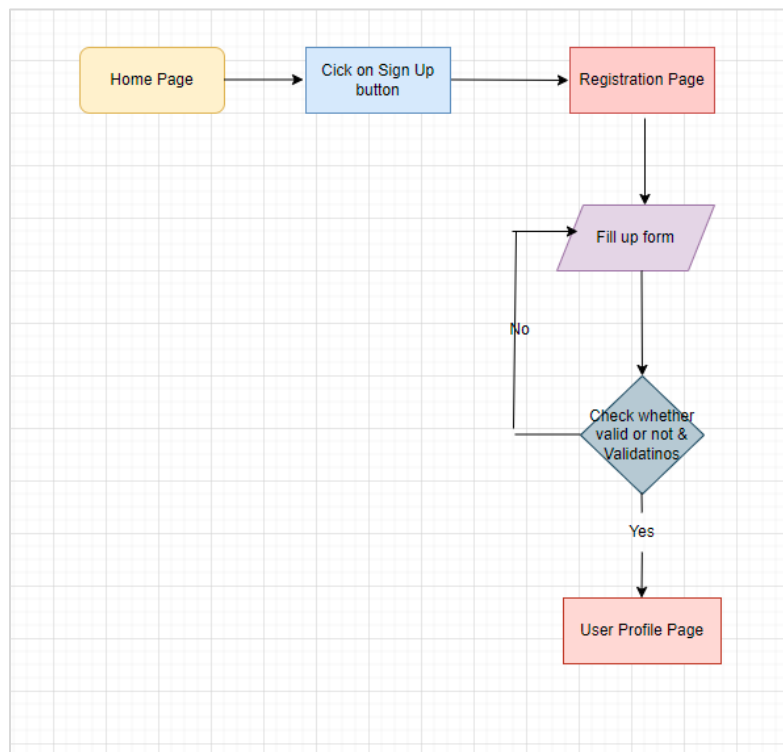 Home Page
Cick on Sign Up
button
Registration Page
Fill up form
No
Check whether
valid or not &
Validatinos
Yes
User Profile Page